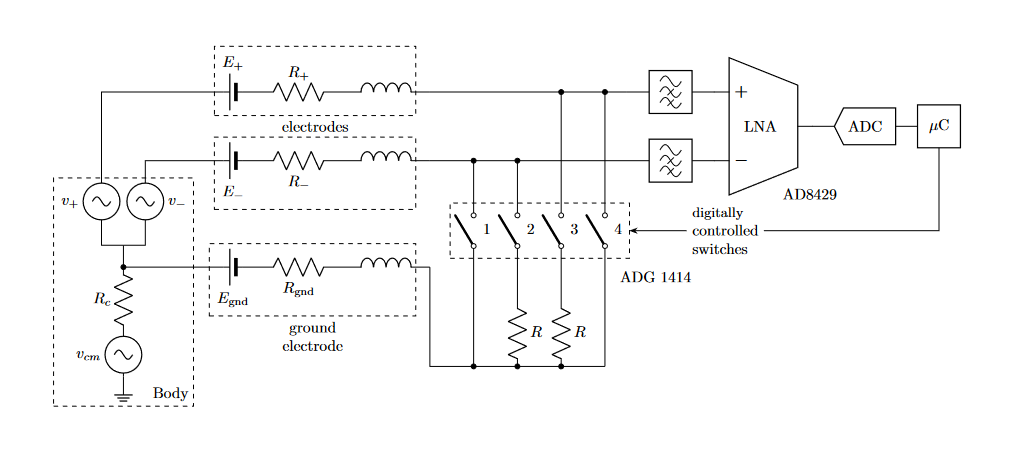 E+
R+
electrodes
E−
R−
v+
v−
Rc
vcm
Body
Egnd
Rgnd
ground
electrode
1
2
3
4
ADG 1414
R
R
+
LNA
−
AD8429
ADC
μC
digitally
controlled
switches